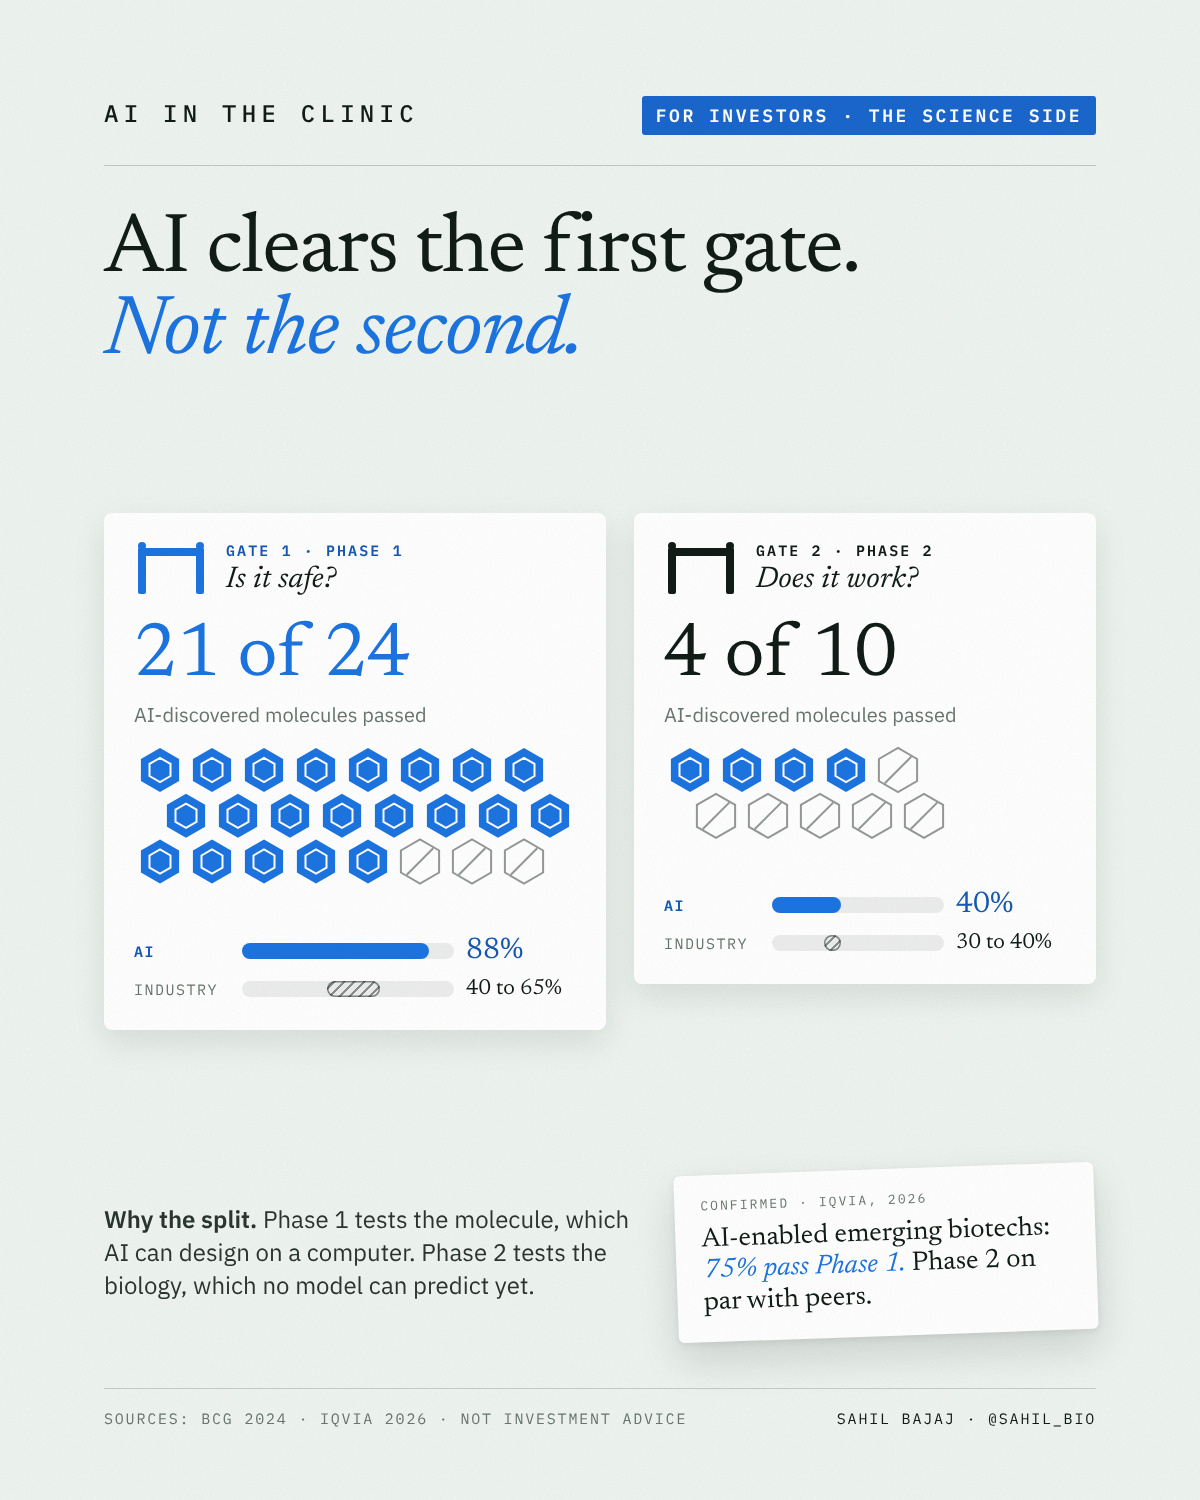 AI IN THE CLINIC
FOR INVESTORS · THE SCIENCE SIDE
AI clears the first gate.
Not the second.
GATE 1 · PHASE 1
Is it safe?
21 of 24
AI-discovered molecules passed
AI
88%
INDUSTRY
40 to 65%
GATE 2 · PHASE 2
Does it work?
4 of 10
AI-discovered molecules passed
AI
40%
INDUSTRY
30 to 40%
Why the split. Phase 1 tests the molecule, which
AI can design on a computer. Phase 2 tests the
biology, which no model can predict yet.
CONFIRMED · IQVIA, 2026
AI-enabled emerging biotechs:
75% pass Phase 1. Phase 2 on
par with peers.
SOURCES: BCG 2024 · IQVIA 2026 · NOT INVESTMENT ADVICE
SAHIL BAJAJ · @SAHIL_BIO